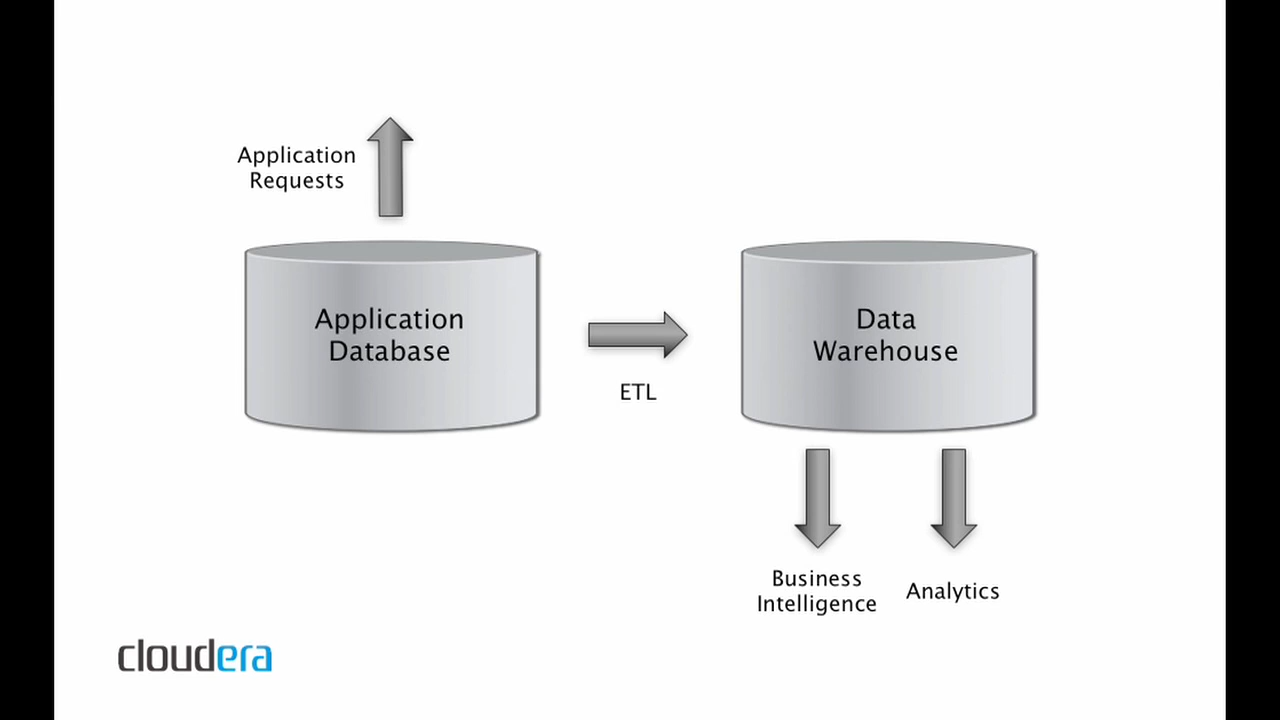 Application
Requests
Application
Database
ETL
Data
Warehouse
Business
Intelligence
Analytics
cloudera